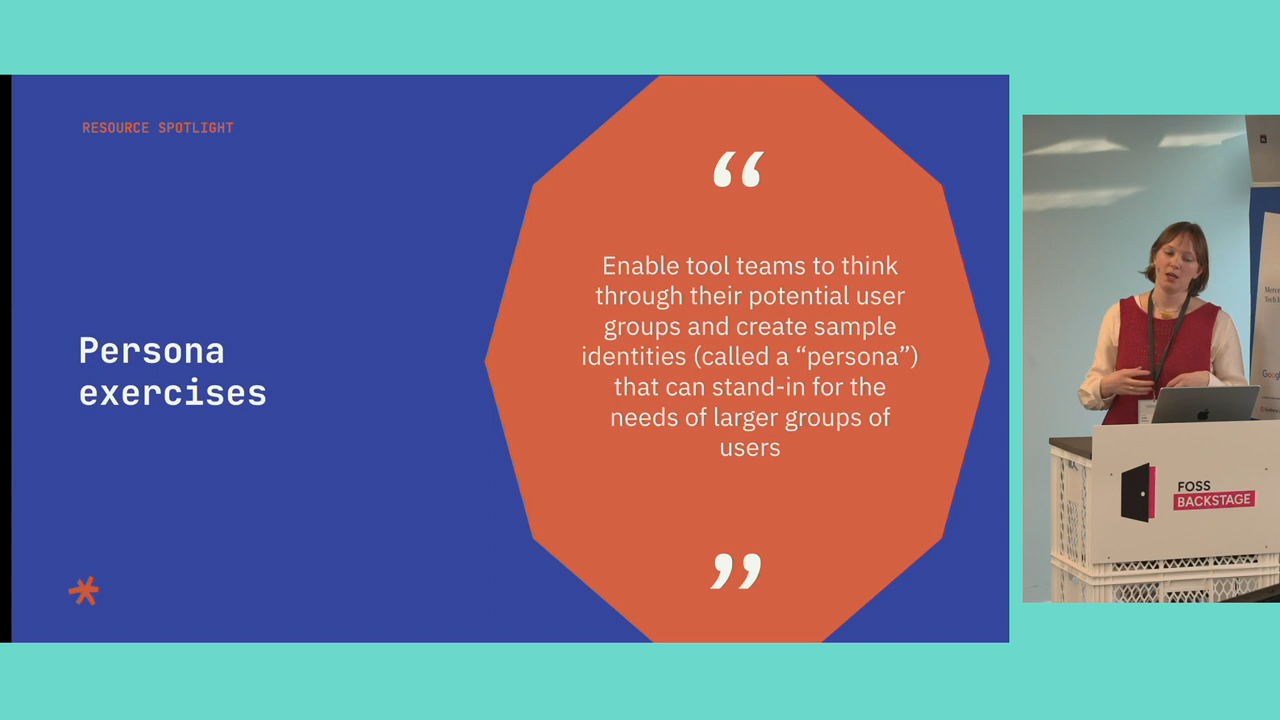 RESOURCE SPOTLIGHT
Persona
exercises
“
Enable tool teams to think
through their potential user
groups and create sample
identities (called a “persona”)
that can stand-in for the
needs of larger groups of
users
”
FOSS
BACKSTAGE
Google